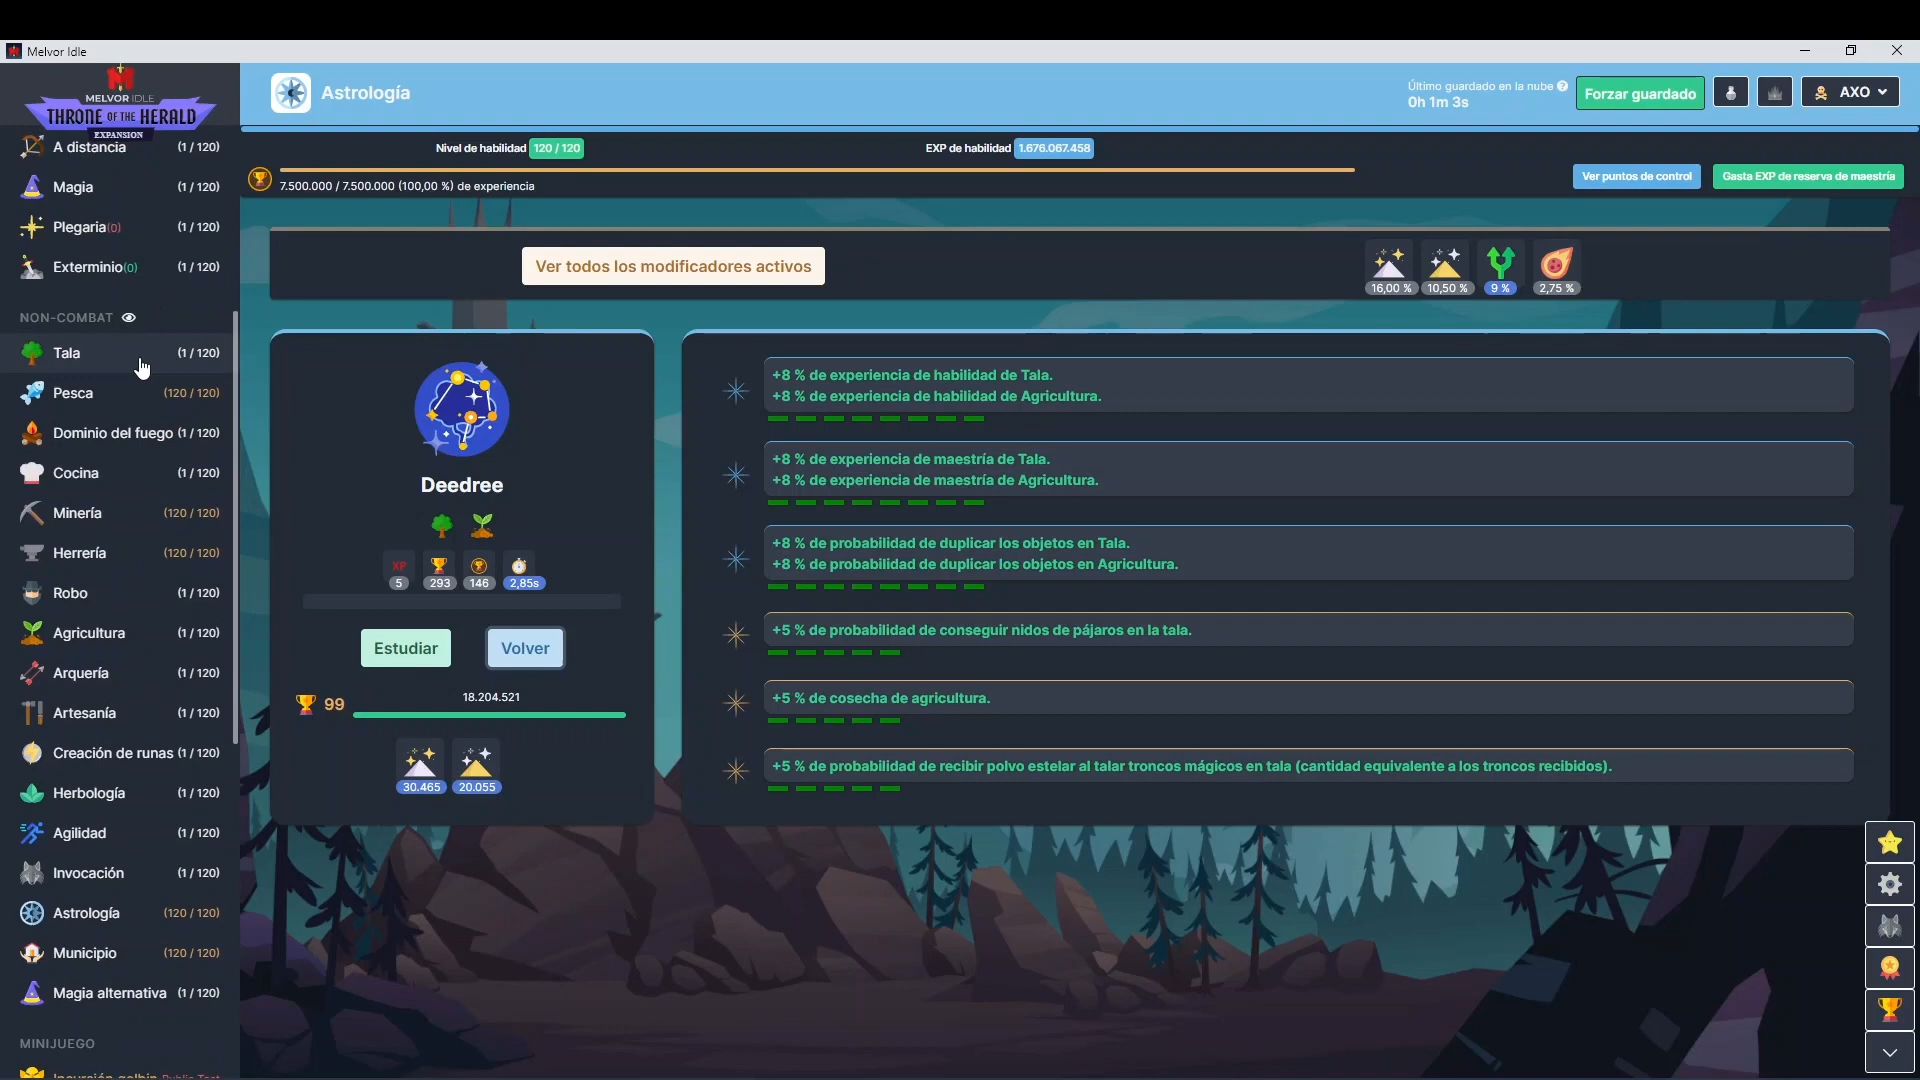 Melvor Idle
MELVOR IDLE
THRONE OF THE HERALD
EXPANSION
Astrología
Último guardado en la nube
0h 1m 3s
Forzar guardado
AXO
A distancia (1 / 120)
Magia (1 / 120)
Plegaria(0) (1 / 120)
Exterminio(0) (1 / 120)
NON-COMBAT
Tala (1 / 120)
Pesca (120 / 120)
Dominio del fuego (1 / 120)
Cocina (1 / 120)
Minería (120 / 120)
Herrería (120 / 120)
Robo (1 / 120)
Agricultura (1 / 120)
Arquería (1 / 120)
Artesanía (1 / 120)
Creación de runas (1 / 120)
Herbología (1 / 120)
Agilidad (1 / 120)
Invocación (1 / 120)
Astrología (120 / 120)
Municipio (120 / 120)
Magia alternativa (1 / 120)
MINIJUEGO
Nivel de habilidad 120 / 120
EXP de habilidad 1.676.067.458
7.500.000 / 7.500.000 (100,00 %) de experiencia
Ver puntos de control
Gasta EXP de reserva de maestría
Ver todos los modificadores activos
16,00 %
10,50 %
9 %
2,75 %
Deedree
XP
5
293
146
2,85s
Estudiar
Volver
99
18.204.521
30.465
20.055
+8 % de experiencia de habilidad de Tala.
+8 % de experiencia de habilidad de Agricultura.
+8 % de experiencia de maestría de Tala.
+8 % de experiencia de maestría de Agricultura.
+8 % de probabilidad de duplicar los objetos en Tala.
+8 % de probabilidad de duplicar los objetos en Agricultura.
+5 % de probabilidad de conseguir nidos de pájaros en la tala.
+5 % de cosecha de agricultura.
+5 % de probabilidad de recibir polvo estelar al talar troncos mágicos en tala (cantidad equivalente a los troncos recibidos).